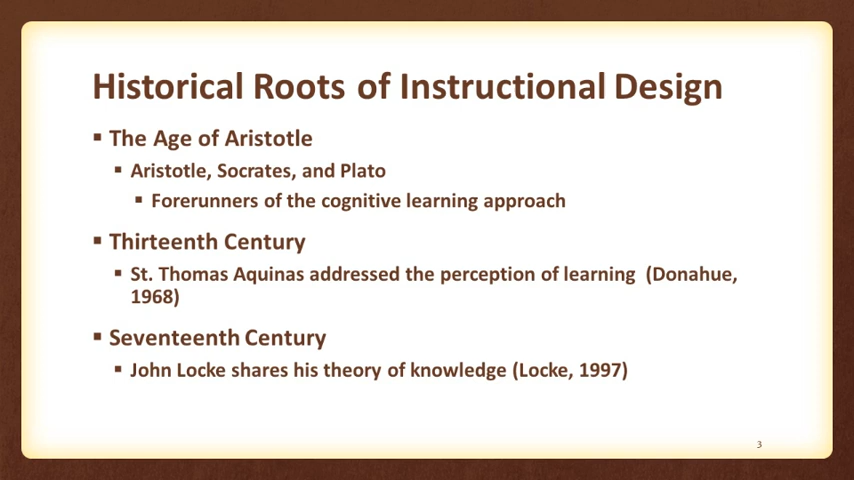 Historical Roots of Instructional Design
▪ The Age of Aristotle
▪ Aristotle, Socrates, and Plato
▪ Forerunners of the cognitive learning approach
▪ Thirteenth Century
▪ St. Thomas Aquinas addressed the perception of learning (Donahue,
1968)
▪ Seventeenth Century
▪ John Locke shares his theory of knowledge (Locke, 1997)
3